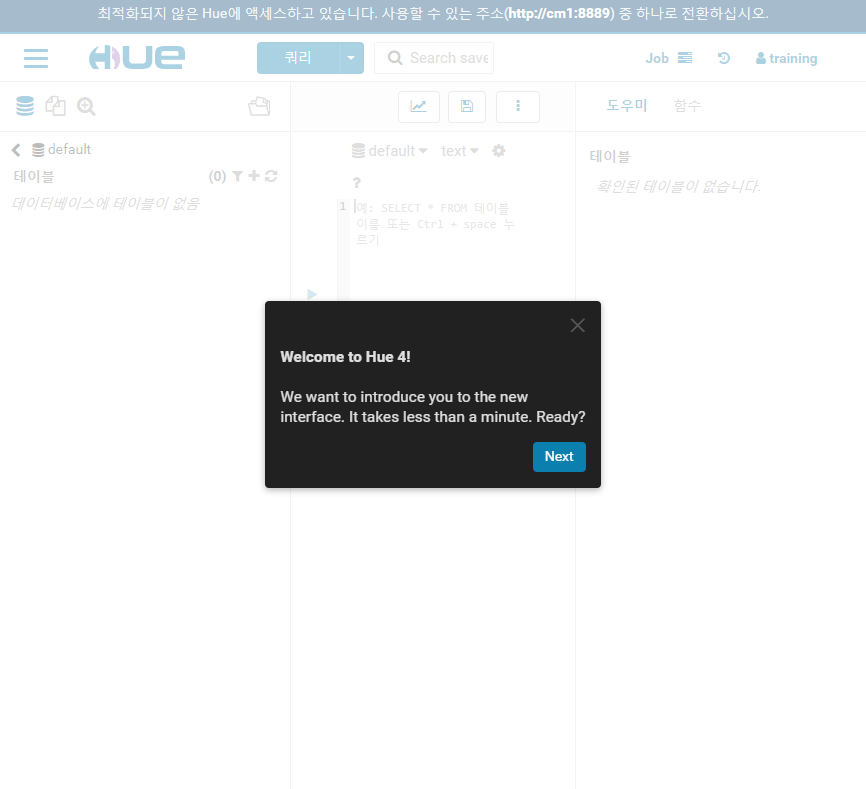 최적화되지 않은 Hue에 액세스하고 있습니다. 사용할 수 있는 주소(http://cm1:8889) 중 하나로 전환하십시오.
HUE
쿼리
Search save
Job
training
도우미
함수
default
테이블
(0)
데이터베이스에 테이블이 없음
default
text
?
1
예: SELECT * FROM 테이블
이름 또는 Ctrl + space 누
르기
테이블
확인된 테이블이 없습니다.
Welcome to Hue 4!
We want to introduce you to the new
interface. It takes less than a minute. Ready?
Next